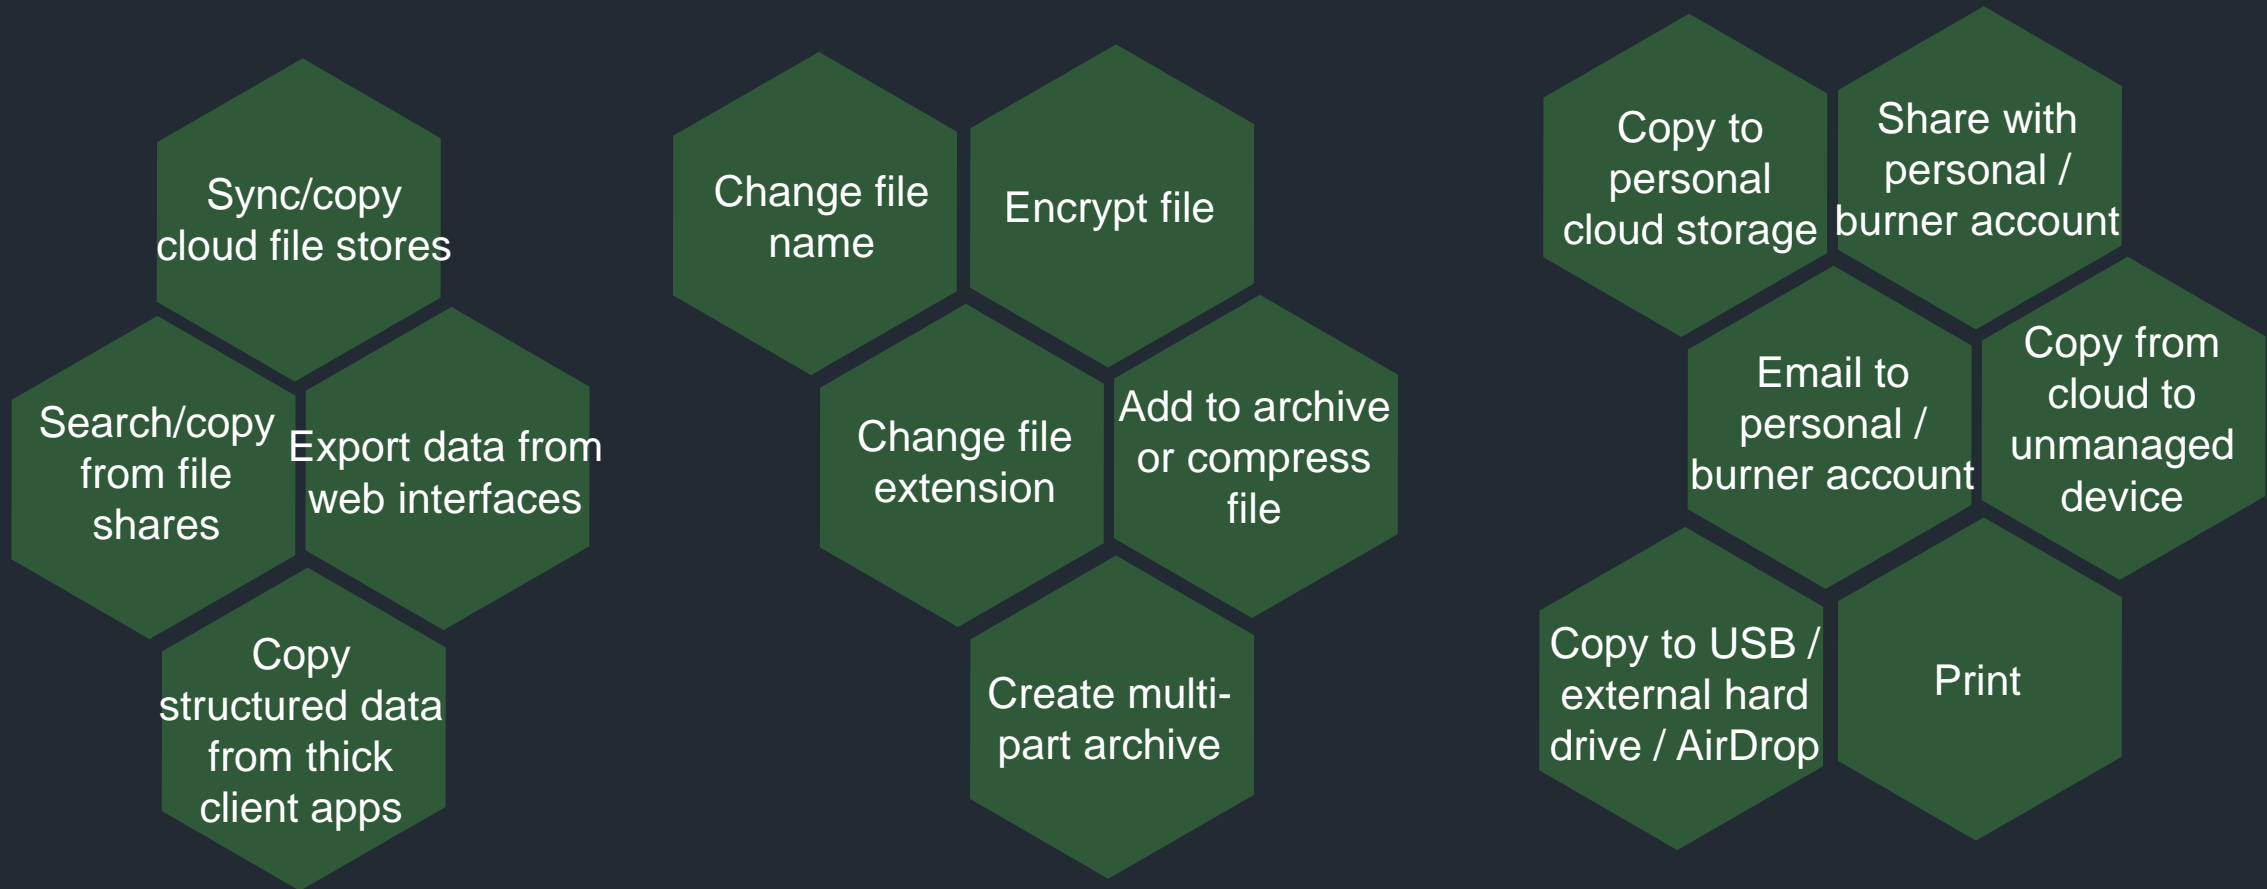 Sync/copy
cloud file stores
Search/copy
from file
shares
Export data from
web interfaces
Copy
structured data
from thick
client apps
Change file
name
Encrypt file
Change file
extension
Add to archive
or compress
file
Create multi-
part archive
Copy to
personal
cloud storage
Share with
personal /
burner account
Email to
personal /
burner account
Copy from
cloud to
unmanaged
device
Copy to USB /
external hard
drive / AirDrop
Print